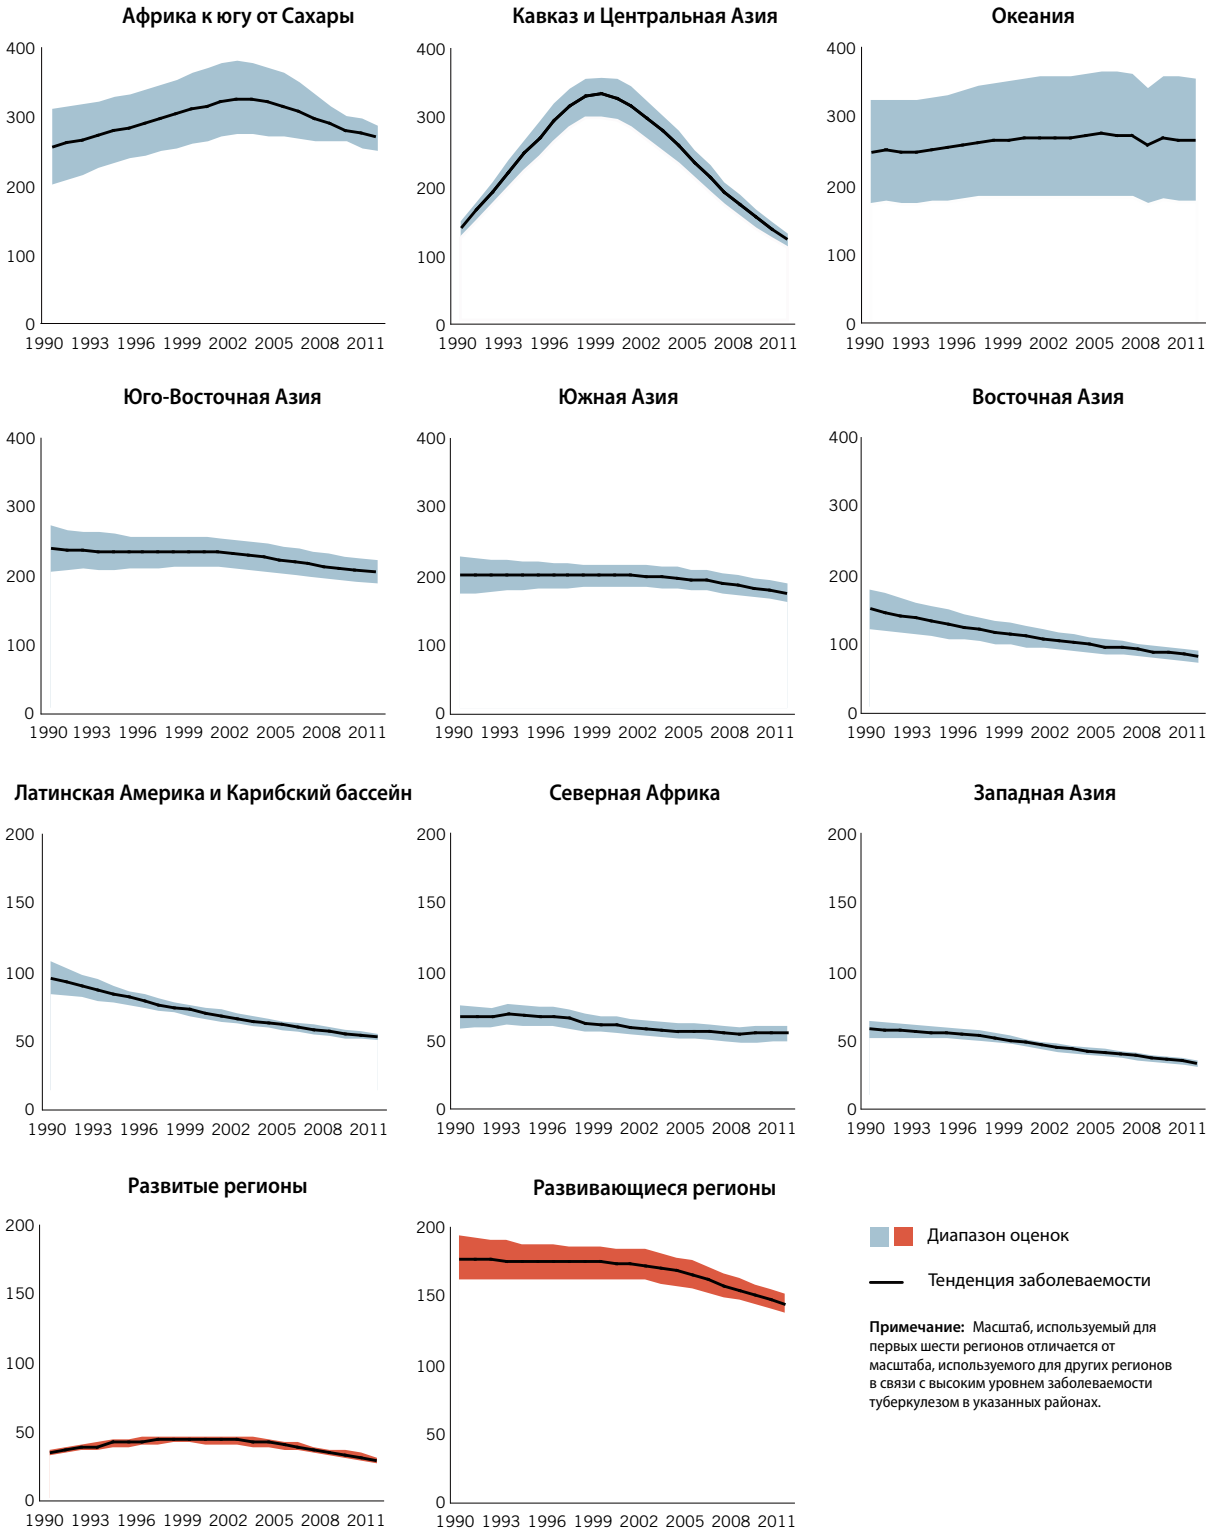 Африка к югу от Сахары
400
300
200
100
0
1990 1993 1996 1999 2002 2005 2008 2011
Кавказ и Центральная Азия
400
300
200
100
0
1990 1993 1996 1999 2002 2005 2008 2011
Океания
400
300
200
100
0
1990 1993 1996 1999 2002 2005 2008 2011
Юго-Восточная Азия
400
300
200
100
0
1990 1993 1996 1999 2002 2005 2008 2011
Южная Азия
400
300
200
100
0
1990 1993 1996 1999 2002 2005 2008 2011
Восточная Азия
400
300
200
100
0
1990 1993 1996 1999 2002 2005 2008 2011
Латинская Америка и Карибский бассейн
200
150
100
50
0
1990 1993 1996 1999 2002 2005 2008 2011
Северная Африка
200
150
100
50
0
1990 1993 1996 1999 2002 2005 2008 2011
Западная Азия
200
150
100
50
0
1990 1993 1996 1999 2002 2005 2008 2011
Развитые регионы
200
150
100
50
0
1990 1993 1996 1999 2002 2005 2008 2011
Развивающиеся регионы
200
150
100
50
0
1990 1993 1996 1999 2002 2005 2008 2011
Диапазон оценок
Тенденция заболеваемости
Примечание: Масштаб, используемый для
первых шести регионов отличается от
масштаба, используемого для других регионов
в связи с высоким уровнем заболеваемости
туберкулезом в указанных районах.